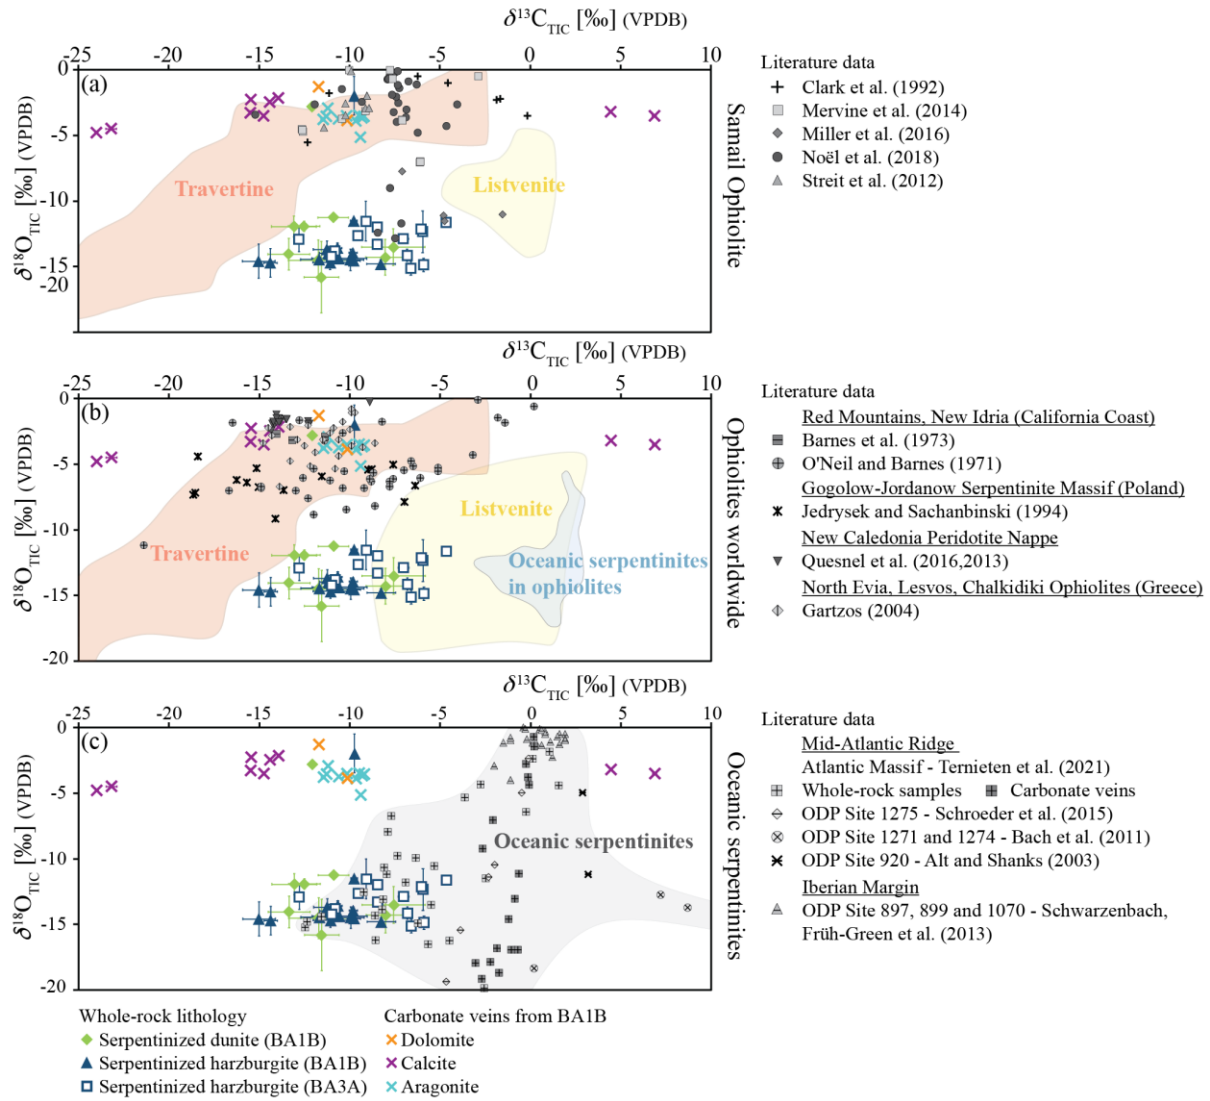 δ¹³C_TIC [‰] (VPDB)
-25 -20 -15 -10 -5 0 5 10
(a)
0
-5
-10
-15
-20
δ¹⁸O_TIC [‰] (VPDB)
Travertine
Listvenite
Samail Ophiolite
Literature data
Clark et al. (1992)
Mervine et al. (2014)
Miller et al. (2016)
Noël et al. (2018)
Streit et al. (2012)
δ¹³C_TIC [‰] (VPDB)
-25 -20 -15 -10 -5 0 5 10
(b)
0
-5
-10
-15
-20
δ¹⁸O_TIC [‰] (VPDB)
Travertine
Listvenite
Oceanic serpentinites
in ophiolites
Ophiolites worldwide
Literature data
Red Mountains, New Idria (California Coast)
Barnes et al. (1973)
O'Neil and Barnes (1971)
Gogolow-Jordanow Serpentinite Massif (Poland)
Jedrysek and Sachanbinski (1994)
New Caledonia Peridotite Nappe
Quesnel et al. (2016,2013)
North Evia, Lesvos, Chalkidiki Ophiolites (Greece)
Gartzos (2004)
δ¹³C_TIC [‰] (VPDB)
-25 -20 -15 -10 -5 0 5 10
(c)
0
-5
-10
-15
-20
δ¹⁸O_TIC [‰] (VPDB)
Oceanic serpentinites
Oceanic serpentinites
Literature data
Mid-Atlantic Ridge
Atlantic Massif - Ternieten et al. (2021)
Whole-rock samples Carbonate veins
ODP Site 1275 - Schroeder et al. (2015)
ODP Site 1271 and 1274 - Bach et al. (2011)
ODP Site 920 - Alt and Shanks (2003)
Iberian Margin
ODP Site 897, 899 and 1070 - Schwarzenbach,
Früh-Green et al. (2013)
Whole-rock lithology
Serpentinized dunite (BA1B)
Serpentinized harzburgite (BA1B)
Serpentinized harzburgite (BA3A)
Carbonate veins from BA1B
Dolomite
Calcite
Aragonite